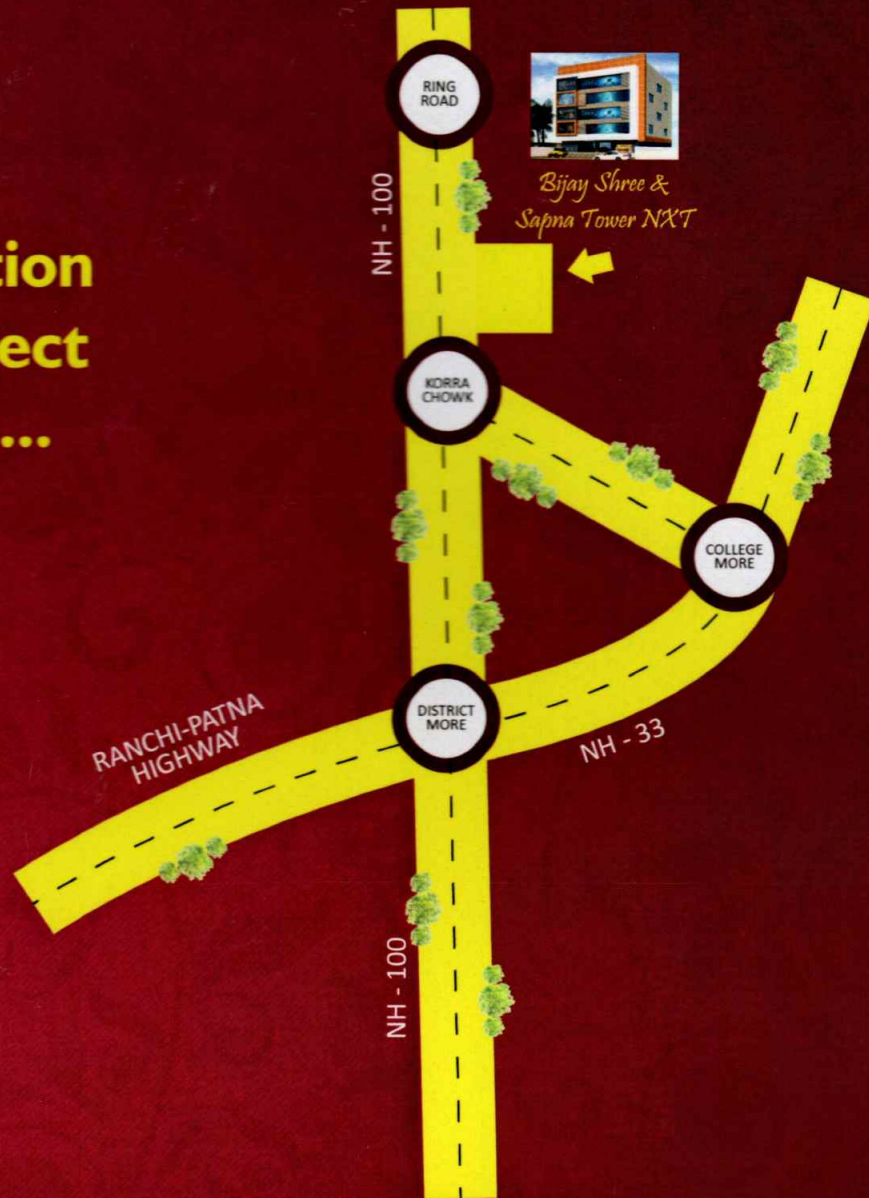 RING
ROAD
Bijay Shree &
Sapna Tower NXT
NH - 100
tion
ect
...
KORRA
CHOWK
COLLEGE
MORE
DISTRICT
MORE
RANCHI-PATNA
HIGHWAY
NH - 33
NH - 100